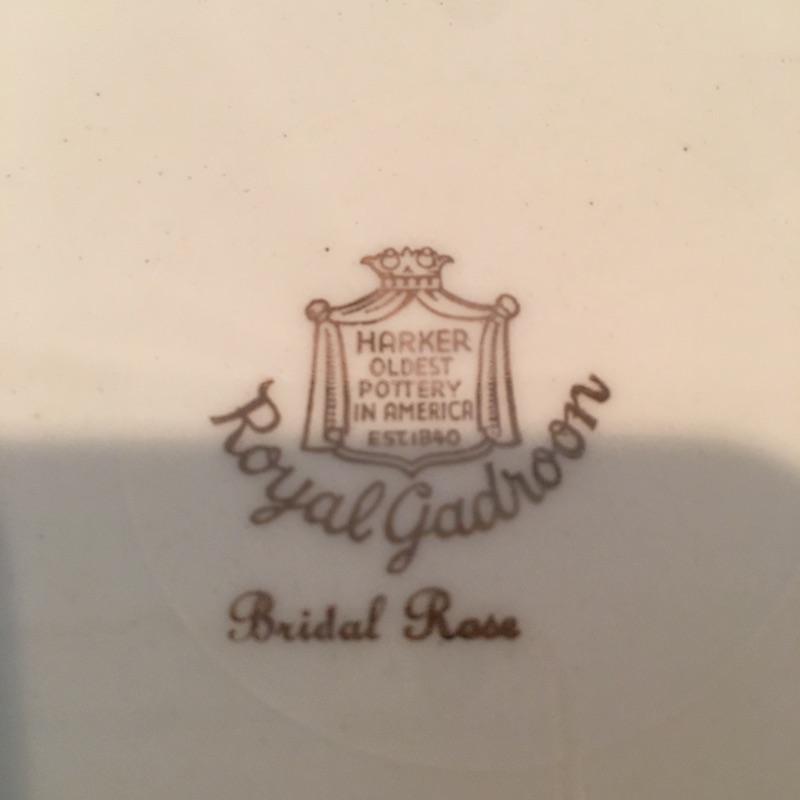 HARKER
OLDEST
POTTERY
IN AMERICA
EST. 1840
Royal Gadroon
Bridal Rose